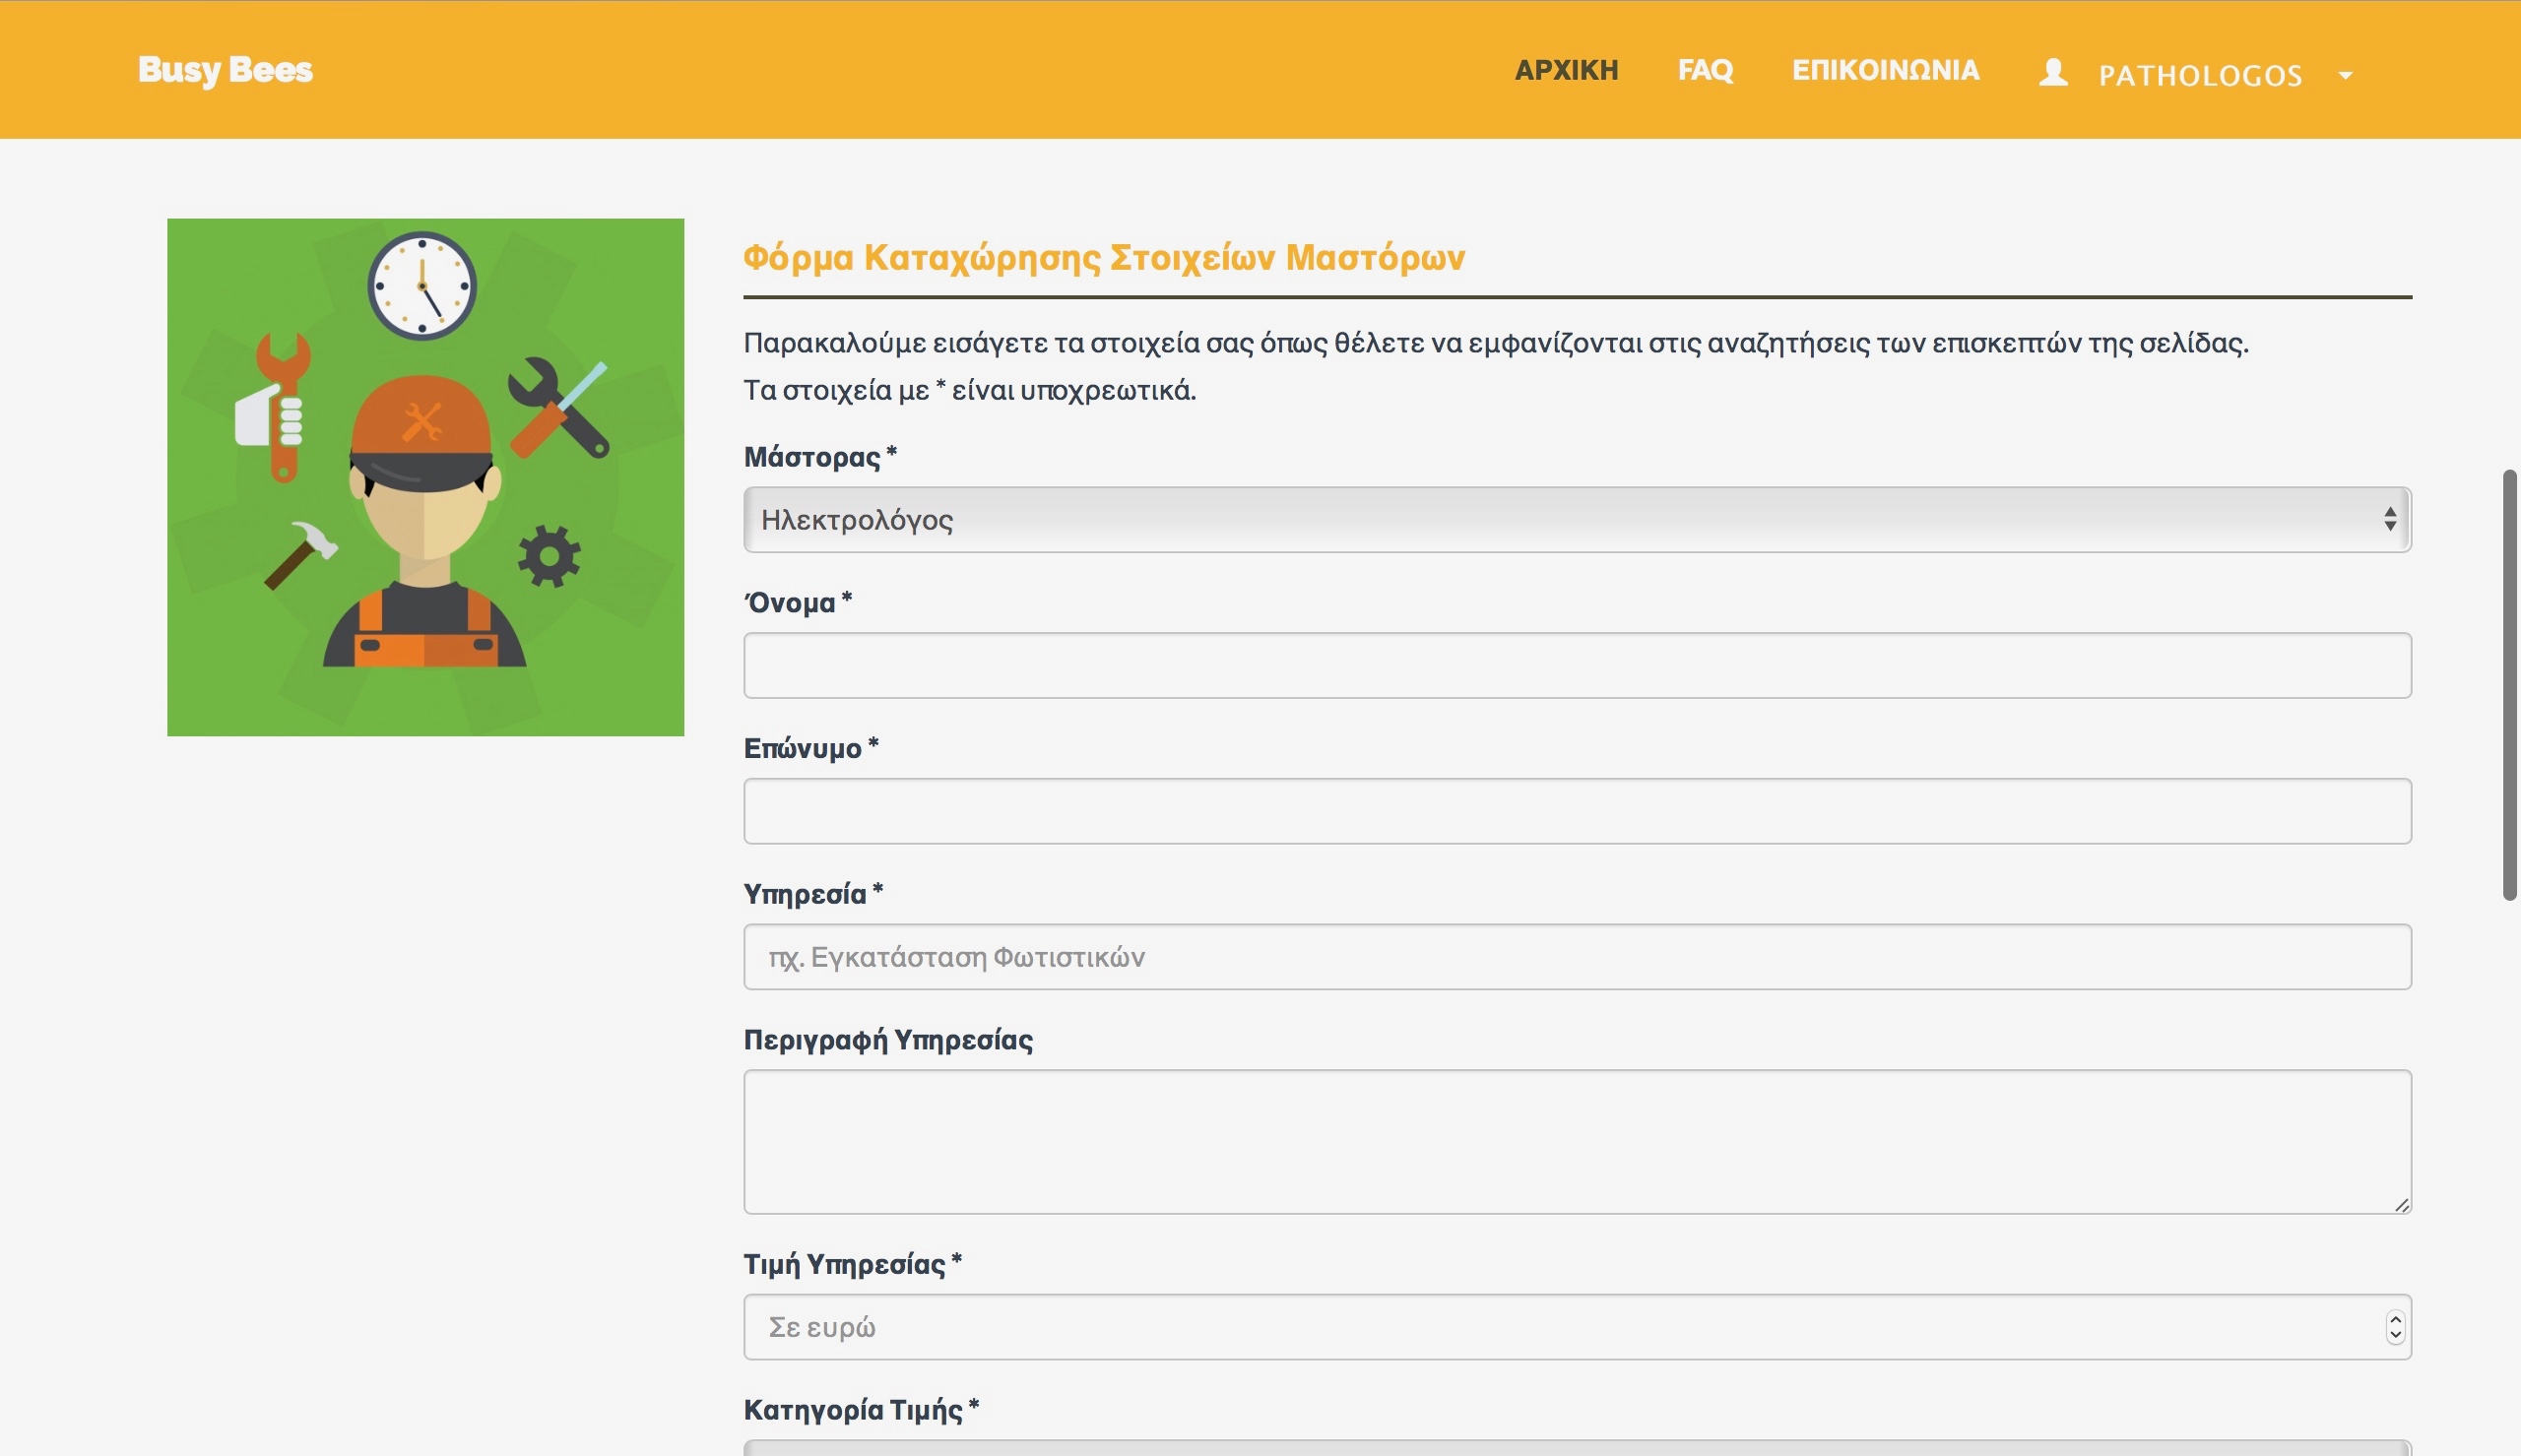 Busy Bees
ΑΡΧΙΚΗ FAQ ΕΠΙΚΟΙΝΩΝΙΑ PATHOLOGOS
Φόρμα Καταχώρησης Στοιχείων Μαστόρων
Παρακαλούμε εισάγετε τα στοιχεία σας όπως θέλετε να εμφανίζονται στις αναζητήσεις των επισκεπτών της σελίδας.
Τα στοιχεία με * είναι υποχρεωτικά.
Μάστορας *
Ηλεκτρολόγος
Όνομα *
Επώνυμο *
Υπηρεσία *
πχ. Εγκατάσταση Φωτιστικών
Περιγραφή Υπηρεσίας
Τιμή Υπηρεσίας *
Σε ευρώ
Κατηγορία Τιμής *